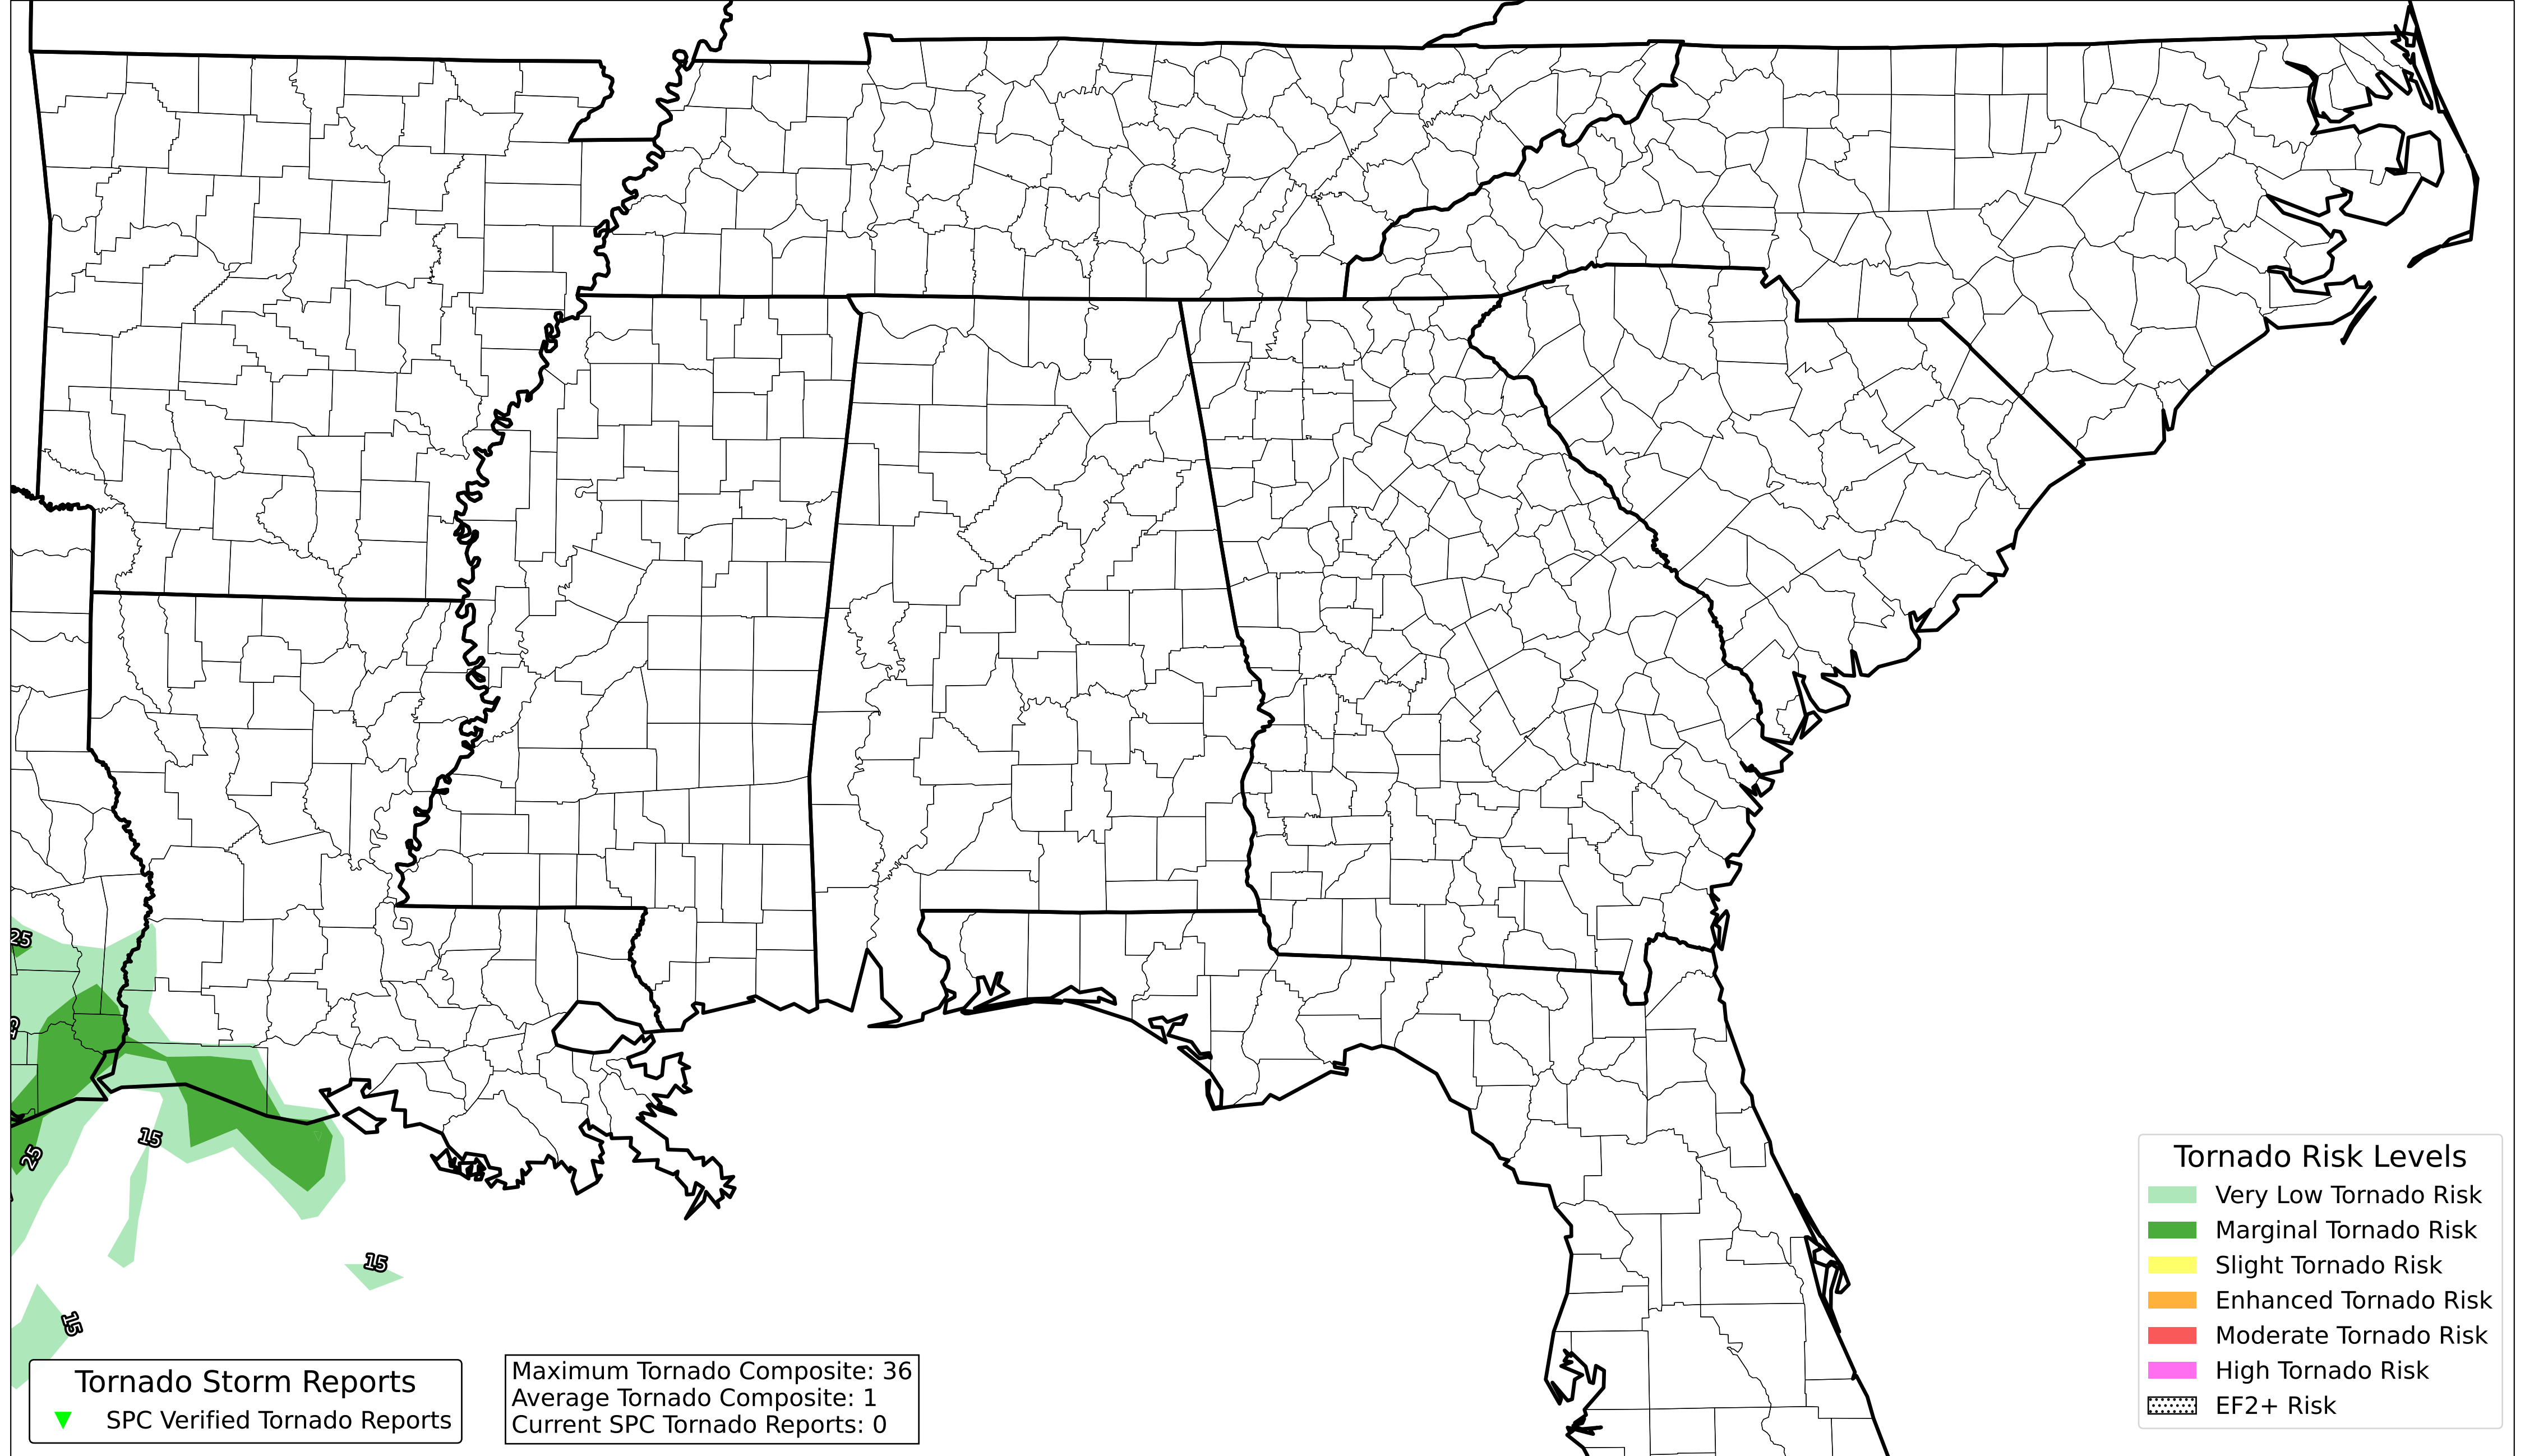 25
25
15
25
15
15
Tornado Storm Reports
SPC Verified Tornado Reports
Maximum Tornado Composite: 36
Average Tornado Composite: 1
Current SPC Tornado Reports: 0
Tornado Risk Levels
Very Low Tornado Risk
Marginal Tornado Risk
Slight Tornado Risk
Enhanced Tornado Risk
Moderate Tornado Risk
High Tornado Risk
EF2+ Risk